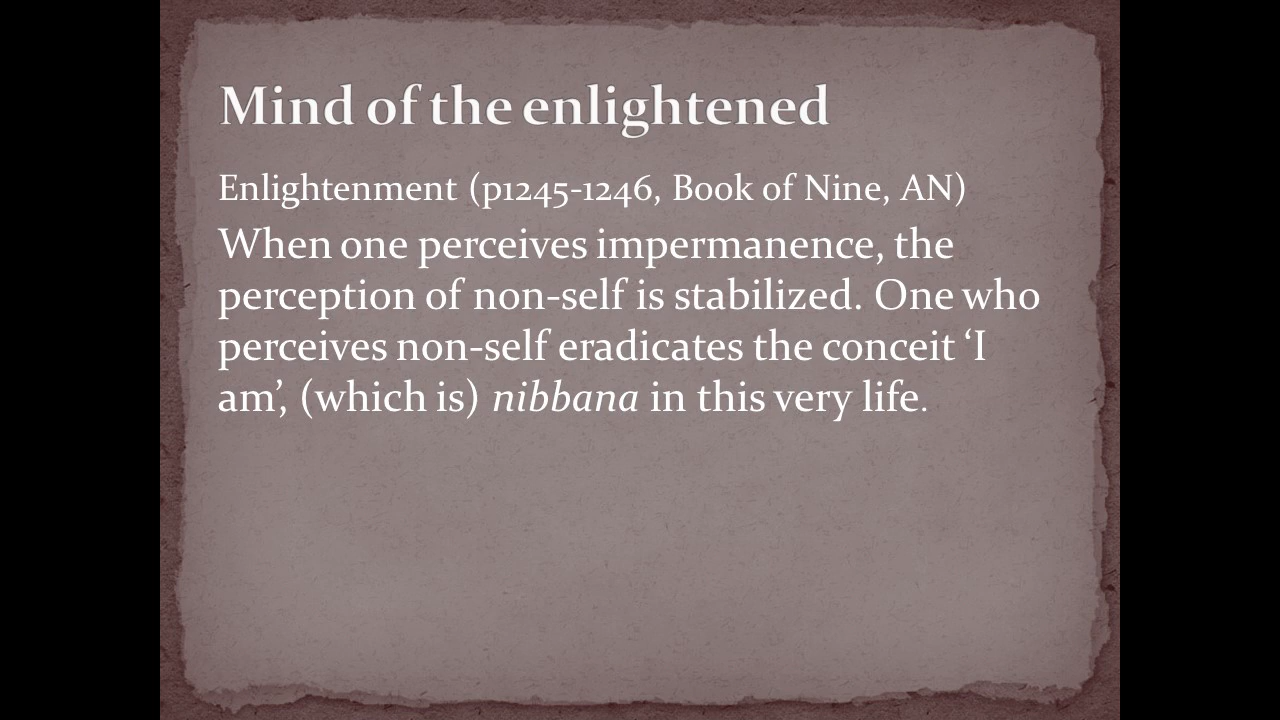 Mind of the enlightened
Enlightenment (p1245-1246, Book of Nine, AN)
When one perceives impermanence, the
perception of non-self is stabilized. One who
perceives non-self eradicates the conceit ‘I
am’, (which is) nibbana in this very life.